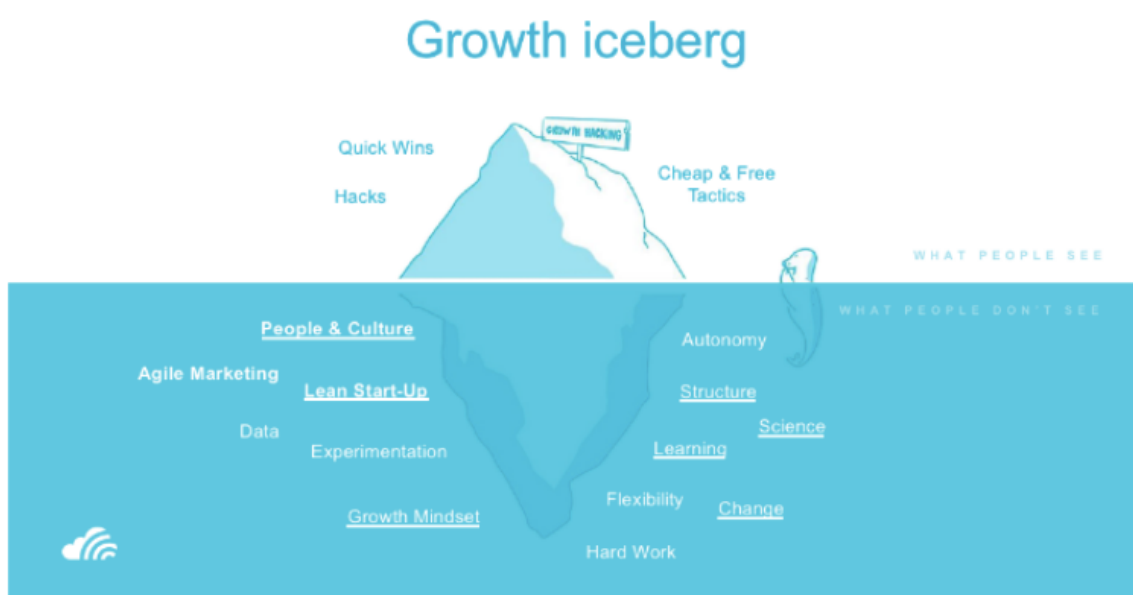 Growth iceberg
GROWTH HACKING
Quick Wins
Hacks
Cheap & Free
Tactics
WHAT PEOPLE SEE
WHAT PEOPLE DON'T SEE
People & Culture
Agile Marketing
Lean Start-Up
Data
Experimentation
Growth Mindset
Autonomy
Structure
Science
Learning
Flexibility
Change
Hard Work